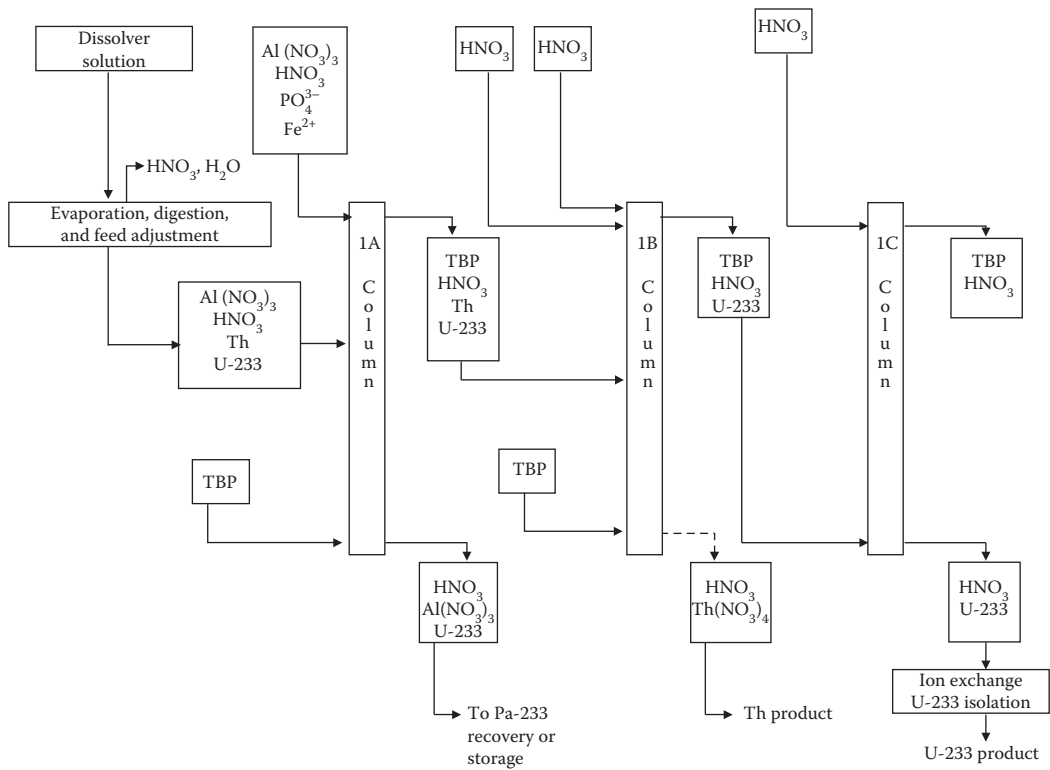 Dissolver
solution
Al (NO₃)₃
HNO₃
PO₄³⁻
Fe²⁺
HNO₃
HNO₃
HNO₃
HNO₃, H₂O
Evaporation, digestion,
and feed adjustment
Al (NO₃)₃
HNO₃
Th
U-233
1A
C
o
l
u
m
n
TBP
HNO₃
Th
U-233
1B
C
o
l
u
m
n
TBP
HNO₃
U-233
1C
C
o
l
u
m
n
TBP
HNO₃
TBP
TBP
HNO₃
Al(NO₃)₃
U-233
HNO₃
Th(NO₃)₄
HNO₃
U-233
To Pa-233
recovery or
storage
Th product
Ion exchange
U-233 isolation
U-233 product